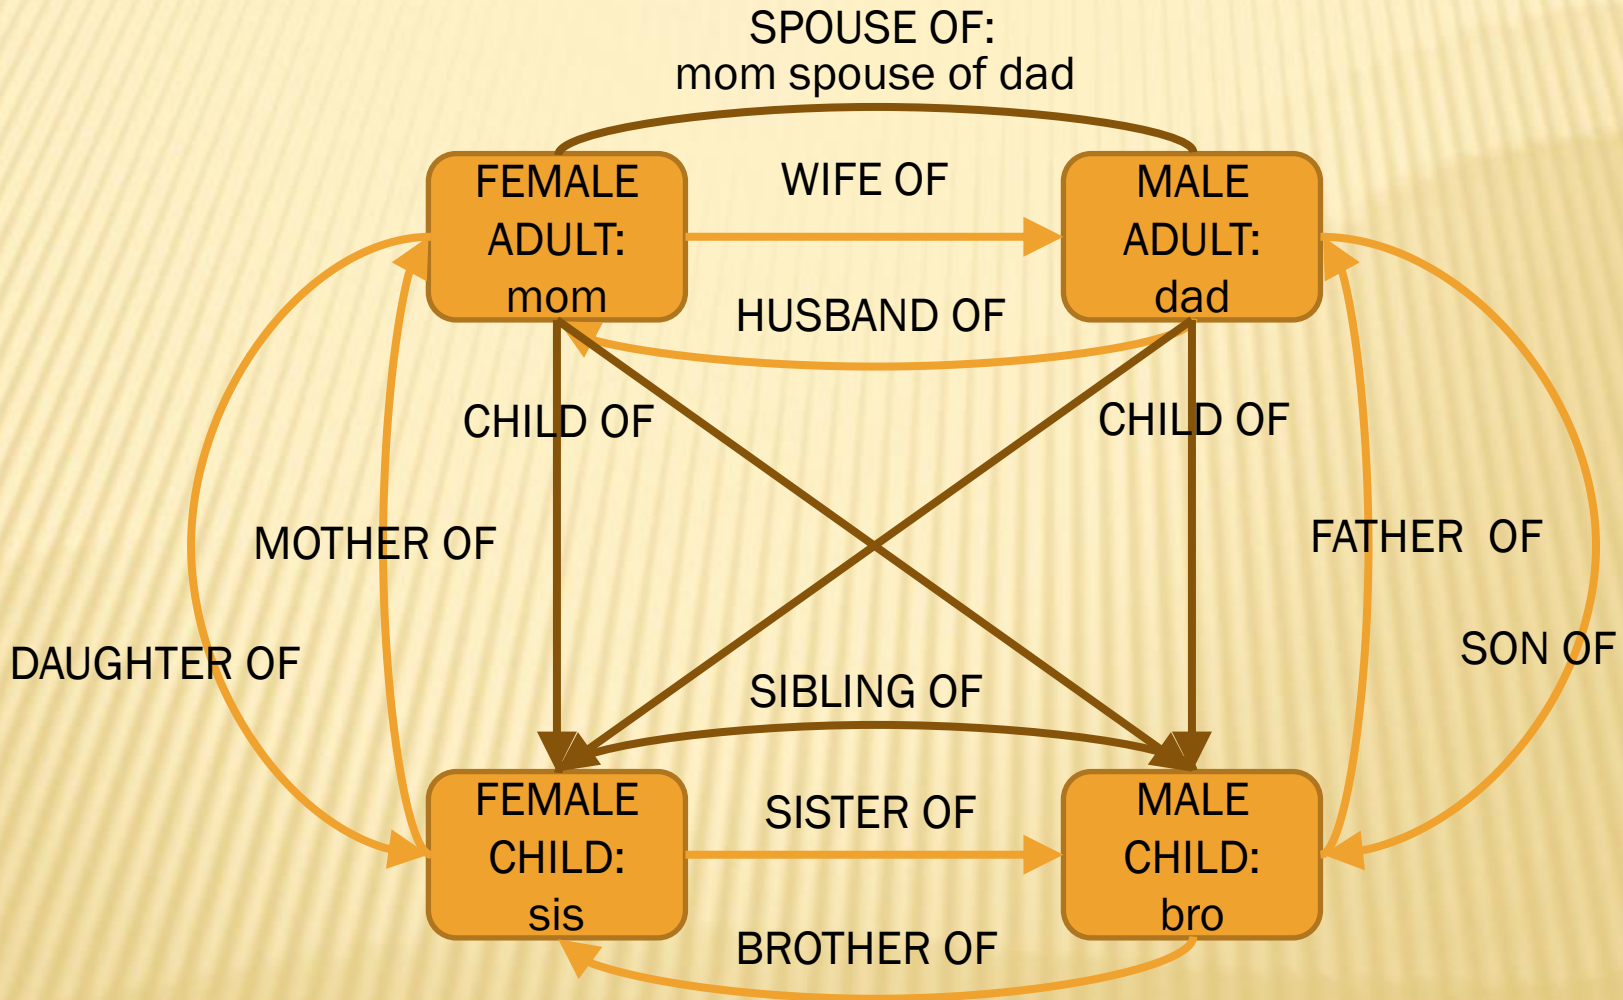 SPOUSE OF:
mom spouse of dad
FEMALE
ADULT:
mom
WIFE OF
MALE
ADULT:
dad
HUSBAND OF
CHILD OF
CHILD OF
MOTHER OF
FATHER  OF
DAUGHTER OF
SON OF
SIBLING OF
FEMALE
CHILD:
sis
SISTER OF
MALE
CHILD:
bro
BROTHER OF